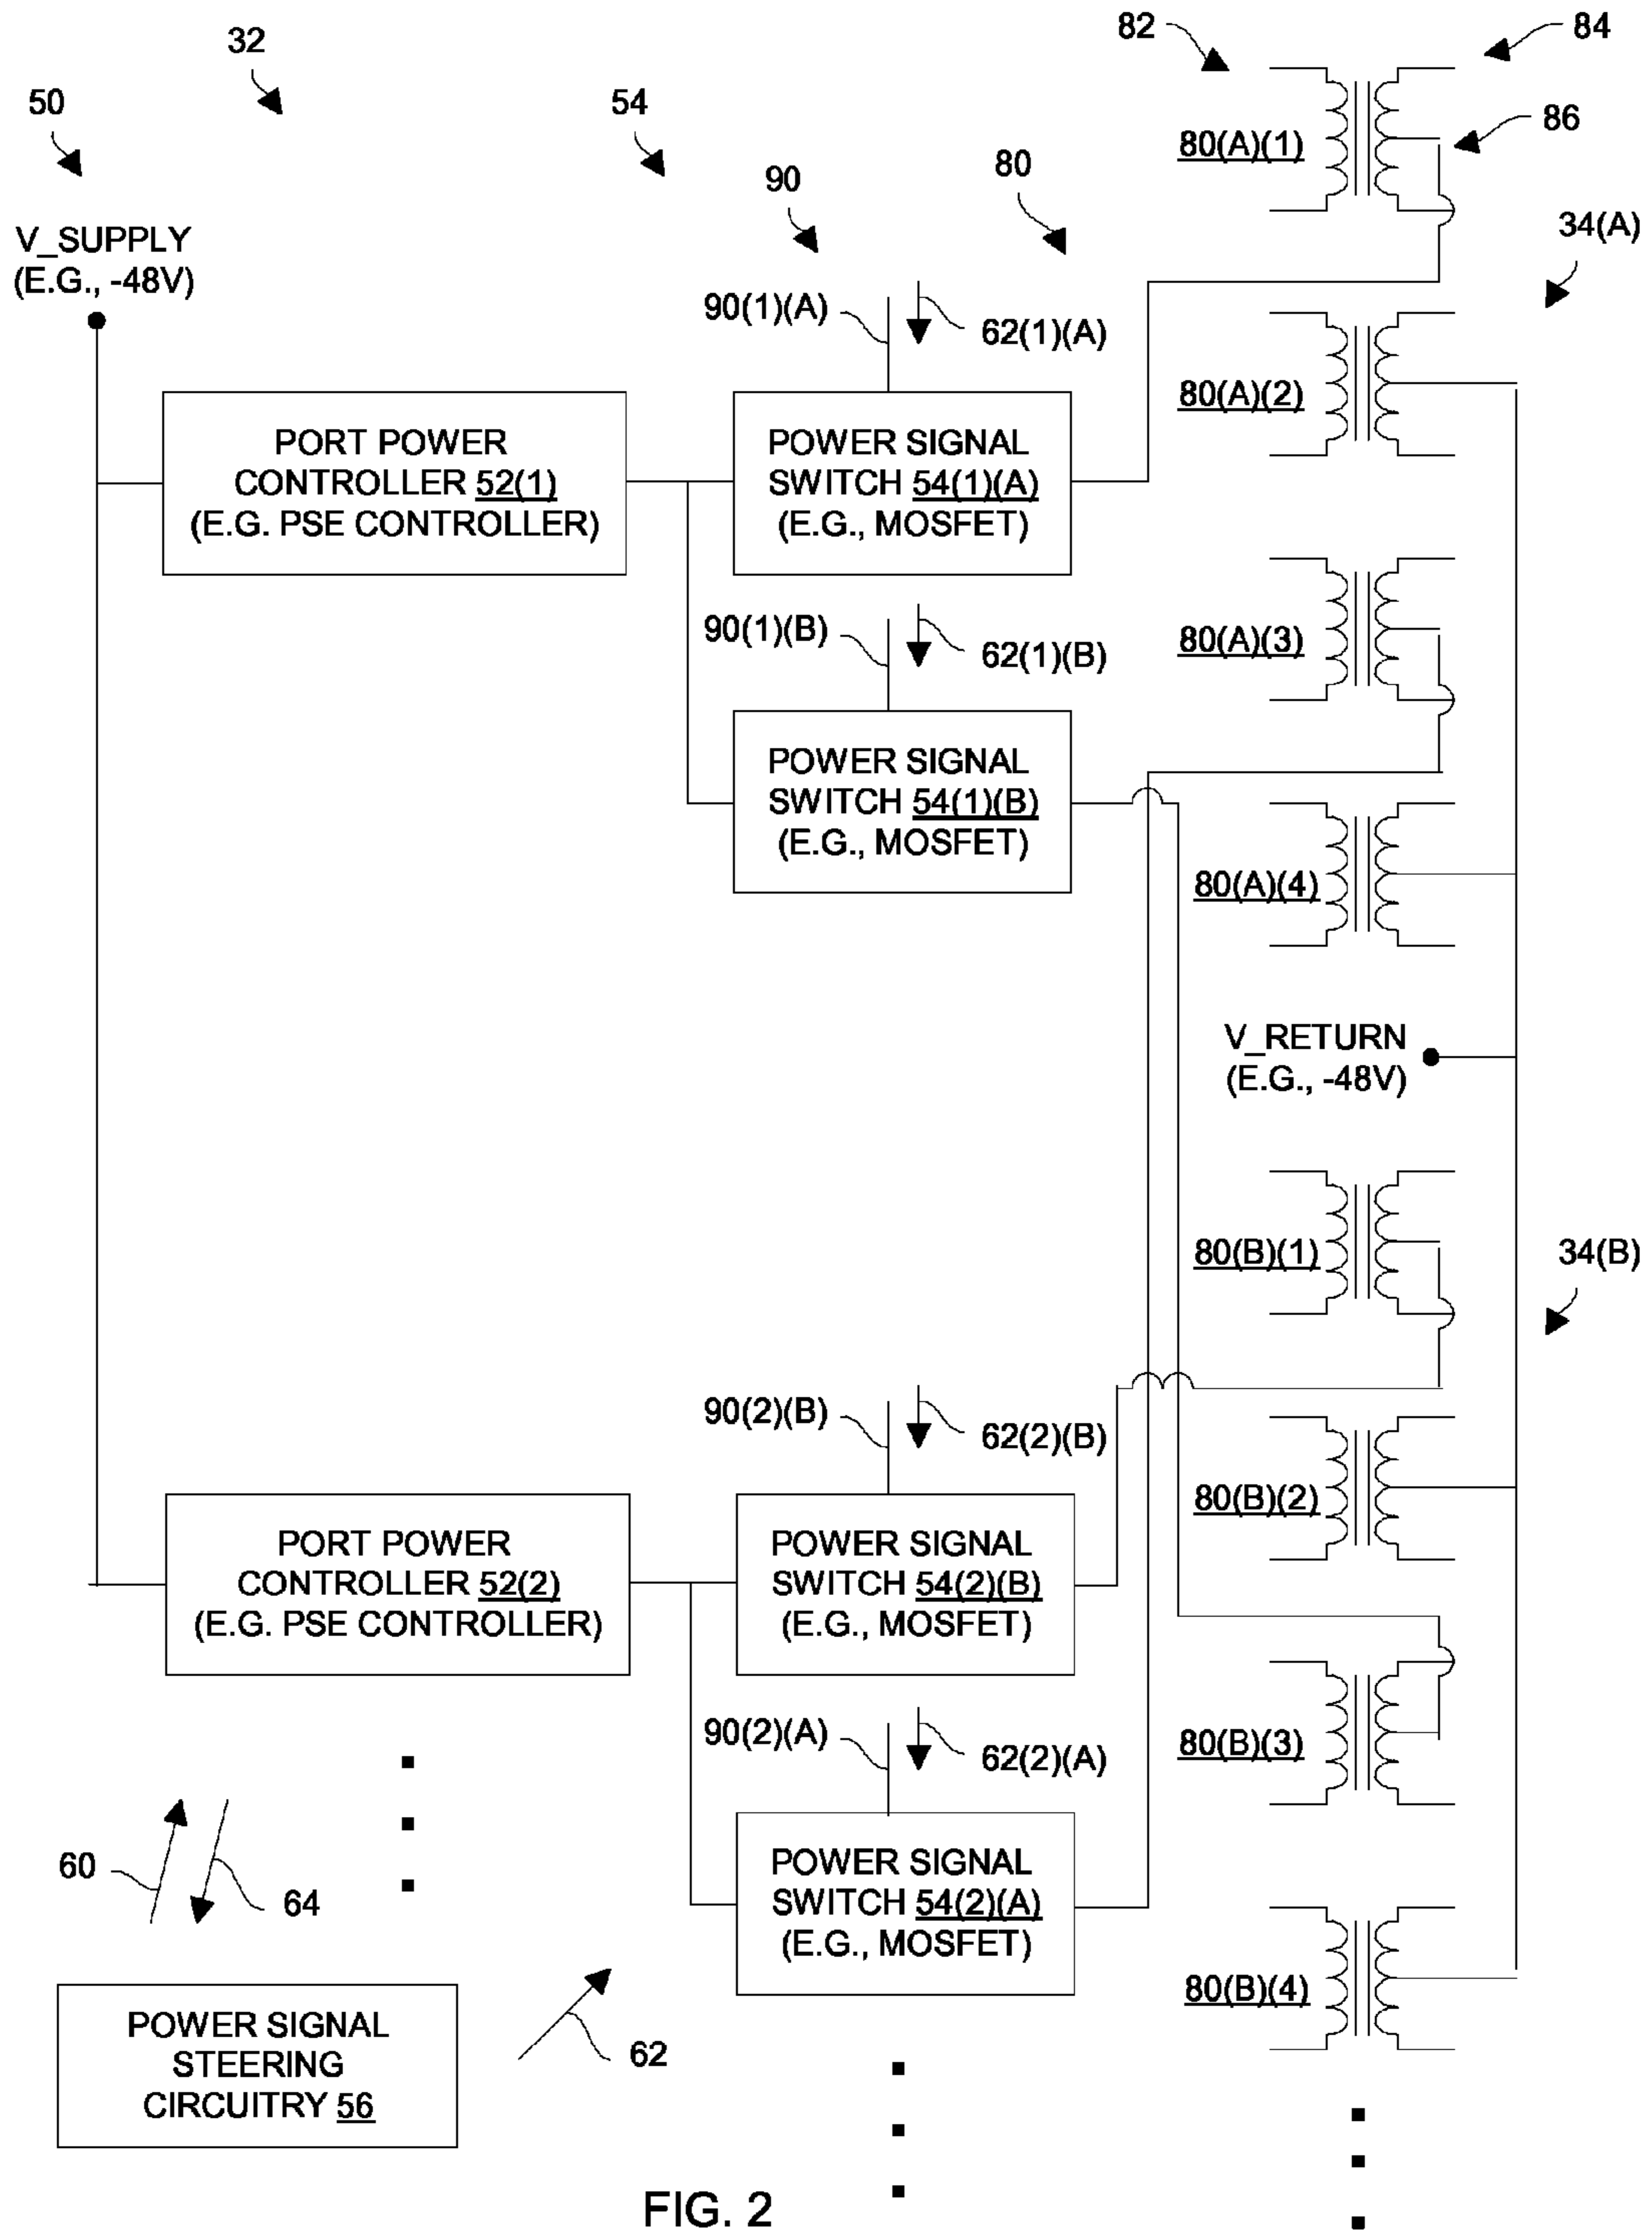 82
84
32
50
54
86
80(A)(1)
90
80
34(A)
V_SUPPLY
(E.G., -48V)
90(1)(A)
62(1)(A)
80(A)(2)
PORT POWER
CONTROLLER 52(1)
(E.G. PSE CONTROLLER)
POWER SIGNAL
SWITCH 54(1)(A)
(E.G., MOSFET)
90(1)(B)
62(1)(B)
80(A)(3)
POWER SIGNAL
SWITCH 54(1)(B)
(E.G., MOSFET)
80(A)(4)
V_RETURN
(E.G., -48V)
80(B)(1)
34(B)
90(2)(B)
62(2)(B)
80(B)(2)
PORT POWER
CONTROLLER 52(2)
(E.G. PSE CONTROLLER)
POWER SIGNAL
SWITCH 54(2)(B)
(E.G., MOSFET)
90(2)(A)
62(2)(A)
80(B)(3)
60
64
POWER SIGNAL
SWITCH 54(2)(A)
(E.G., MOSFET)
80(B)(4)
POWER SIGNAL
STEERING
CIRCUITRY 56
62
FIG. 2